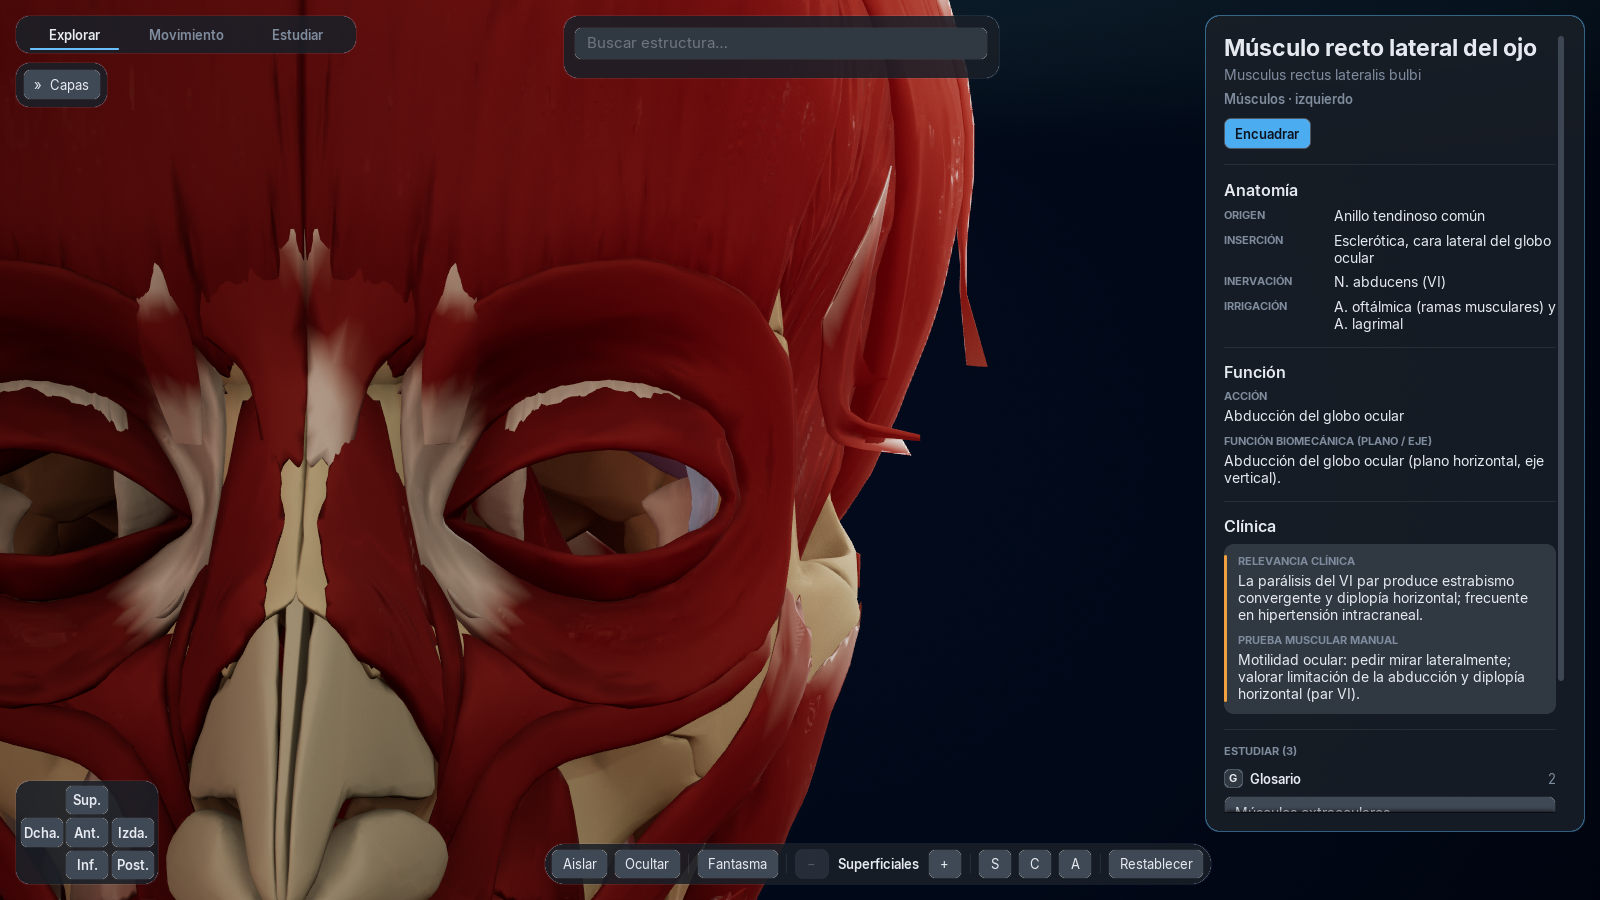 Explorar
Movimiento
Estudiar
» Capas
Buscar estructura...
Músculo recto lateral del ojo
Musculus rectus lateralis bulbi
Músculos · izquierdo
Encuadrar
Anatomía
ORIGEN
Anillo tendinoso común
INSERCIÓN
Esclerótica, cara lateral del globo
ocular
INERVACIÓN
N. abducens (VI)
IRRIGACIÓN
A. oftálmica (ramas musculares) y
A. lagrimal
Función
ACCIÓN
Abducción del globo ocular
FUNCIÓN BIOMECÁNICA (PLANO / EJE)
Abducción del globo ocular (plano horizontal, eje
vertical).
Clínica
RELEVANCIA CLÍNICA
La parálisis del VI par produce estrabismo
convergente y diplopía horizontal; frecuente
en hipertensión intracraneal.
PRUEBA MUSCULAR MANUAL
Motilidad ocular: pedir mirar lateralmente;
valorar limitación de la abducción y diplopía
horizontal (par VI).
ESTUDIAR (3)
G Glosario 2
Músculos extraoculares
Sup.
Dcha. Ant. Izda.
Inf. Post.
Aislar Ocultar Fantasma − Superficiales + S C A Restablecer